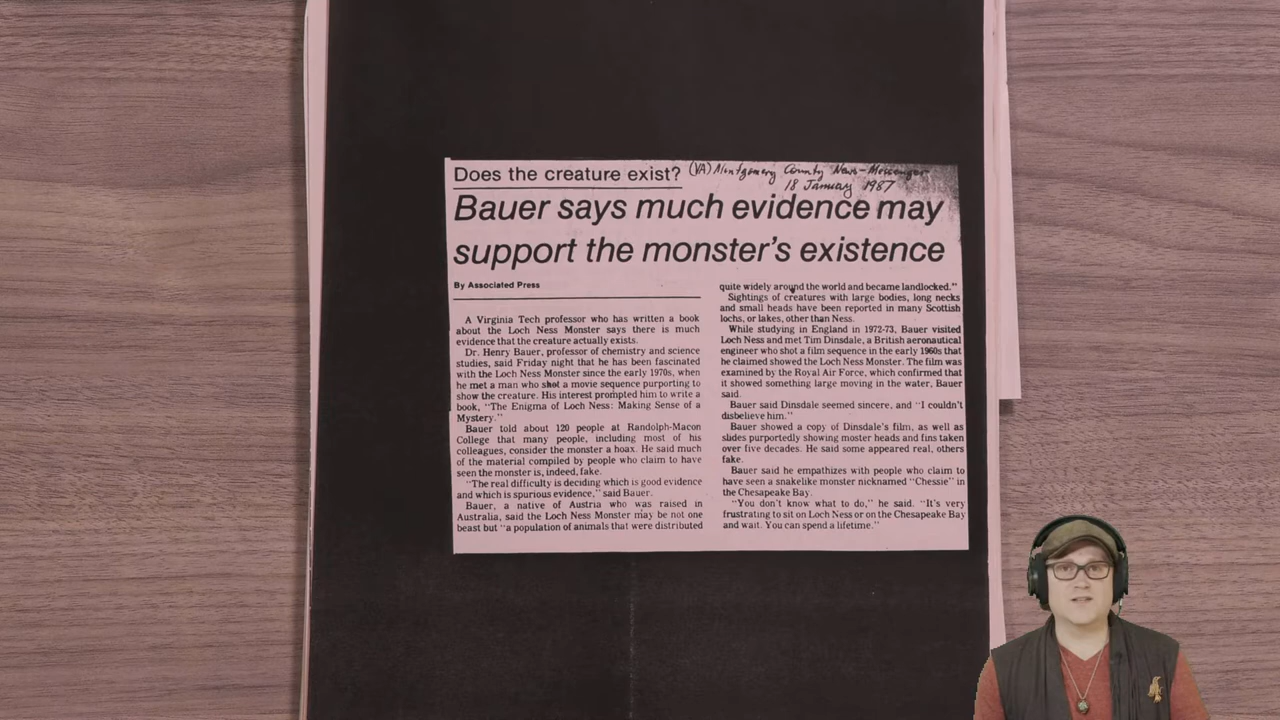 Does the creature exist? (VA) Montgomery County News-Messenger
18 January 1987
Bauer says much evidence may
support the monster's existence
By Associated Press
A Virginia Tech professor who has written a book
about the Loch Ness Monster says there is much
evidence that the creature actually exists.
Dr. Henry Bauer, professor of chemistry and science
studies, said Friday night that he has been fascinated
with the Loch Ness Monster since the early 1970s, when
he met a man who shot a movie sequence purporting to
show the creature. His interest prompted him to write a
book, "The Enigma of Loch Ness: Making Sense of a
Mystery."
Bauer told about 120 people at Randolph-Macon
College that many people, including most of his
colleagues, consider the monster a hoax. He said much
of the material compiled by people who claim to have
seen the monster is, indeed, fake.
"The real difficulty is deciding which is good evidence
and which is spurious evidence," said Bauer.
Bauer, a native of Austria who was raised in
Australia, said the Loch Ness Monster may be not one
beast but "a population of animals that were distributed
quite widely around the world and became landlocked."
Sightings of creatures with large bodies, long necks
and small heads have been reported in many Scottish
lochs, or lakes, other than Ness.
While studying in England in 1972-73, Bauer visited
Loch Ness and met Tim Dinsdale, a British aeronautical
engineer who shot a film sequence in the early 1960s that
he claimed showed the Loch Ness Monster. The film was
examined by the Royal Air Force, which confirmed that
it showed something large moving in the water, Bauer
said.
Bauer said Dinsdale seemed sincere, and "I couldn't
disbelieve him."
Bauer showed a copy of Dinsdale's film, as well as
slides purportedly showing moster heads and fins taken
over five decades. He said some appeared real, others
fake.
Bauer said he empathizes with people who claim to
have seen a snakelike monster nicknamed "Chessie" in
the Chesapeake Bay.
"You don't know what to do," he said. "It's very
frustrating to sit on Loch Ness or on the Chesapeake Bay
and wait. You can spend a lifetime."